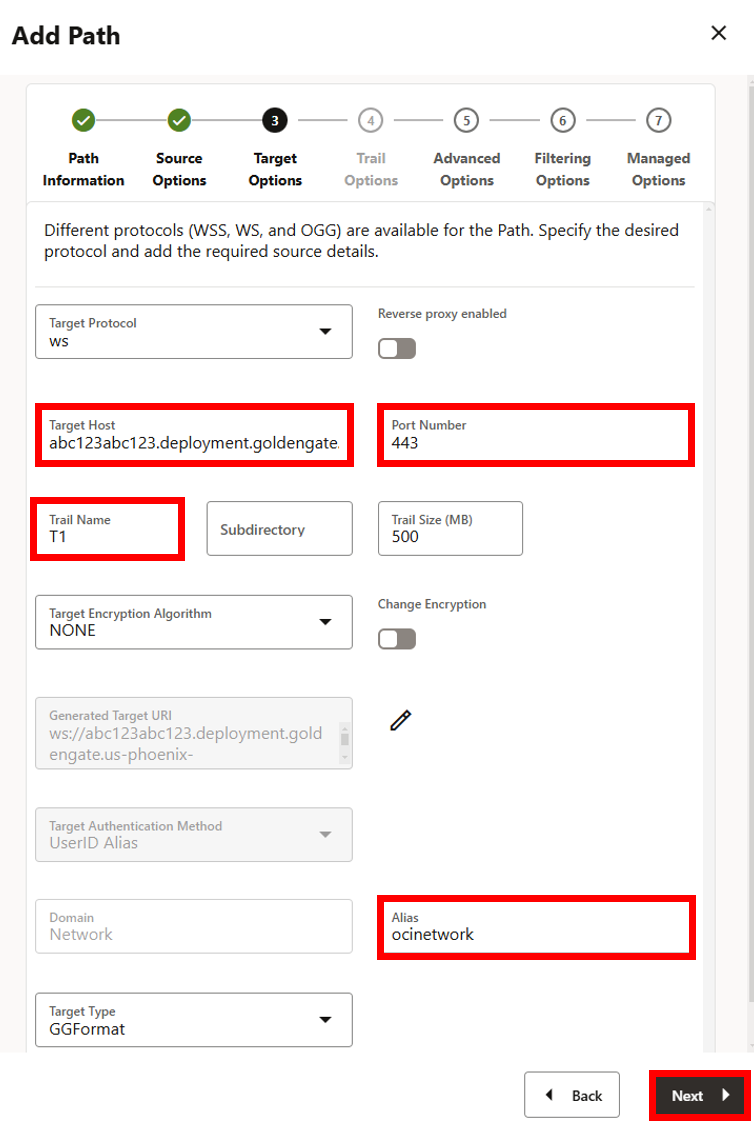 Add Path
3 4 5 6 7
Path Source Target Trail Advanced Filtering Managed
Information Options Options Options Options Options Options
Different protocols (WSS, WS, and OGG) are available for the Path. Specify the desired
protocol and add the required source details.
Target Protocol
ws
Reverse proxy enabled
Target Host
abc123abc123.deployment.goldengate.
Port Number
443
Trail Name
T1
Subdirectory
Trail Size (MB)
500
Target Encryption Algorithm
NONE
Change Encryption
Generated Target URI
ws://abc123abc123.deployment.gold
engate.us-phoenix-
Target Authentication Method
UserID Alias
Domain
Network
Alias
ocinetwork
Target Type
GGFormat
Back
Next